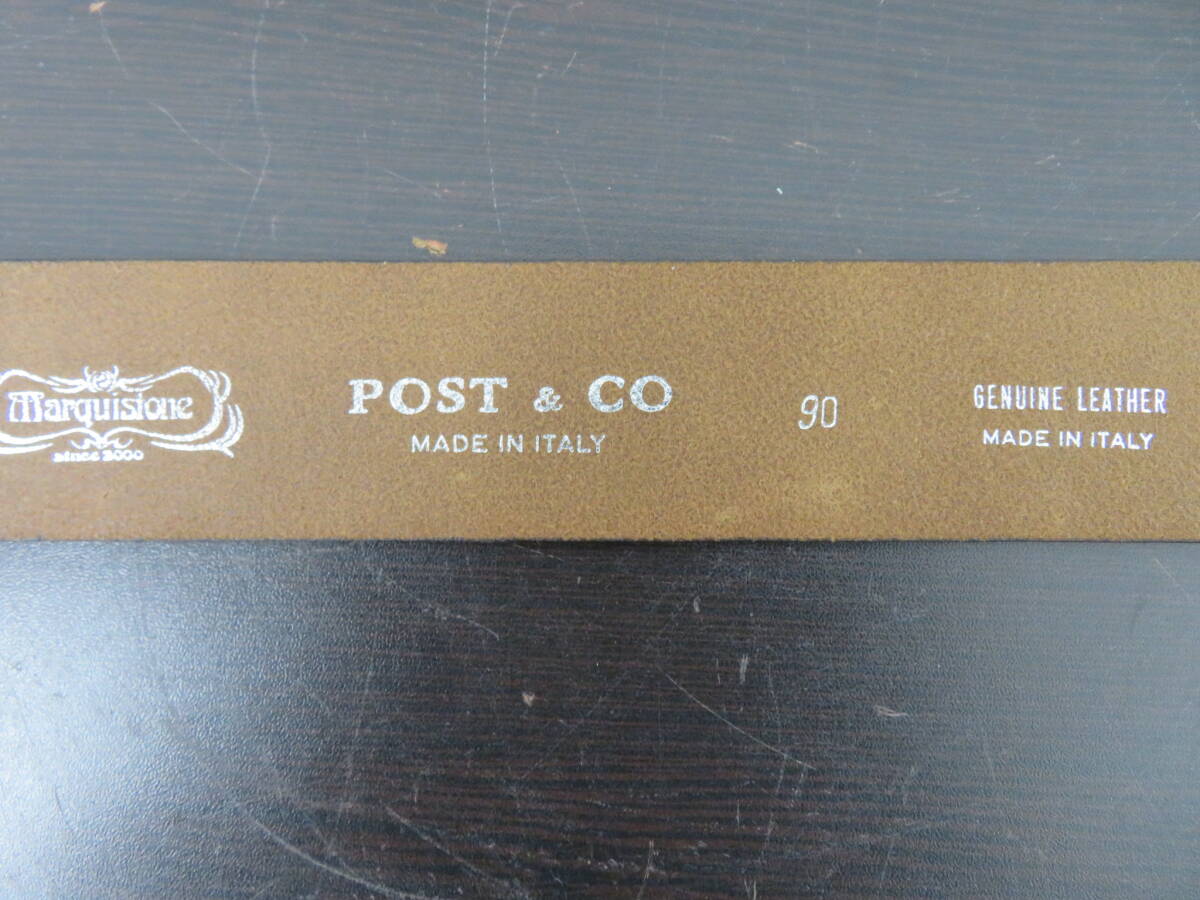 Marquistone
since 2000
POST & CO
MADE IN ITALY
90
GENUINE LEATHER
MADE IN ITALY